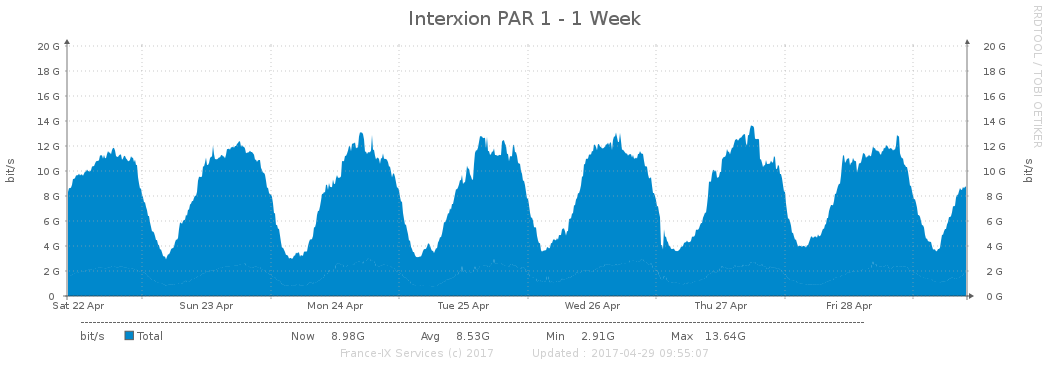 Interxion PAR 1 - 1 Week
RRDTOOL / TOBI OETIKER
bit/s
bit/s
20 G 20 G
18 G 18 G
16 G 16 G
14 G 14 G
12 G 12 G
10 G 10 G
8 G 8 G
6 G 6 G
4 G 4 G
2 G 2 G
0 0 G
Sat 22 Apr Sun 23 Apr Mon 24 Apr Tue 25 Apr Wed 26 Apr Thu 27 Apr Fri 28 Apr
bit/s Total Now 8.98G Avg 8.53G Min 2.91G Max 13.64G
France-IX Services (c) 2017 Updated : 2017-04-29 09:55:07